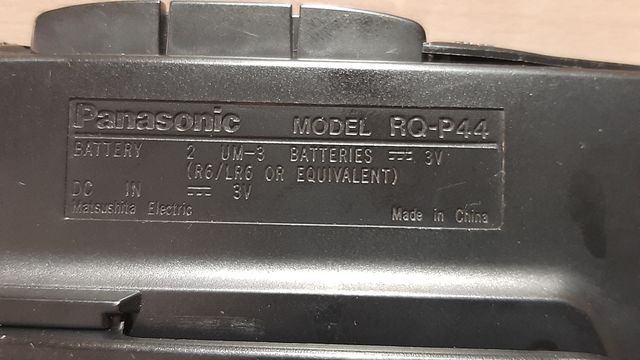 Panasonic MODEL RQ-P44
BATTERY 2 UM-3 BATTERIES ⎓ 3V
(R6/LR6 OR EQUIVALENT)
DC IN ⎓ 3V
Matsushita Electric Made in China